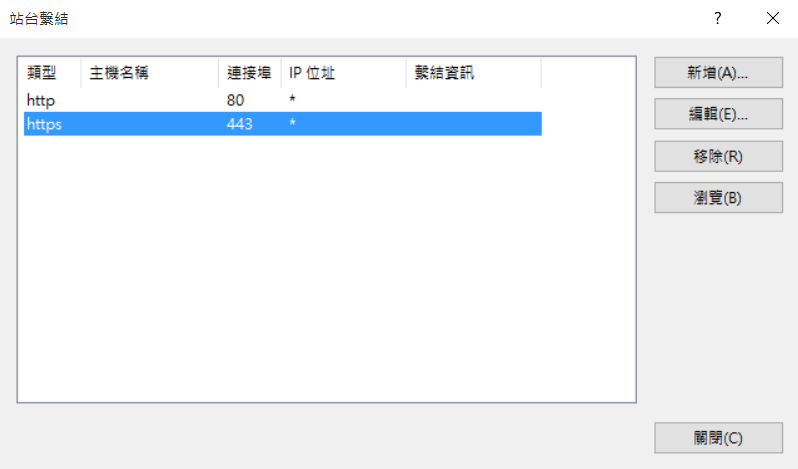 站台繫結
?
類型 主機名稱 連接埠 IP 位址 繫結資訊
http 80 *
https 443 *
新增(A)...
編輯(E)...
移除(R)
瀏覽(B)
關閉(C)